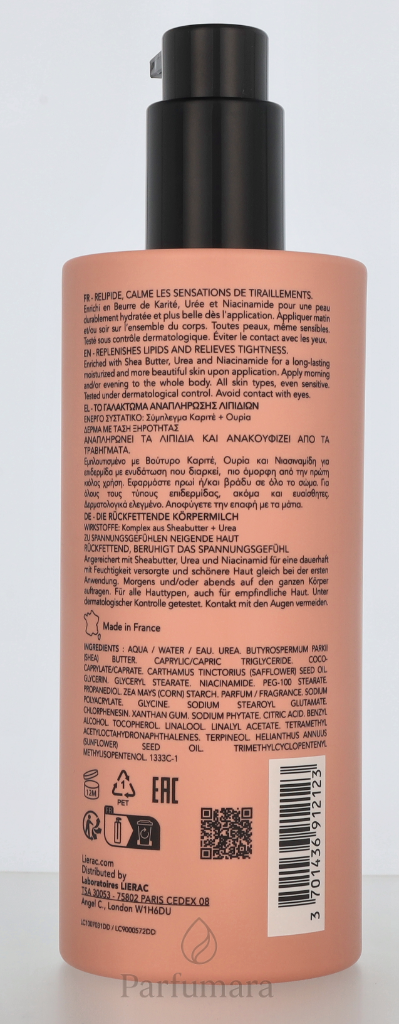 FR - RELIPIDE, CALME LES SENSATIONS DE TIRAILLEMENTS.
Enrichi en Beurre de Karité, Urée et Niacinamide pour une peau
durablement hydratée et plus belle dès l'application. Appliquer matin
et/ou soir sur l'ensemble du corps. Toutes peaux, même sensibles.
Testé sous contrôle dermatologique. Éviter le contact avec les yeux.
EN - REPLENISHES LIPIDS AND RELIEVES TIGHTNESS.
Enriched with Shea Butter, Urea and Niacinamide for a long-lasting
moisturized and more beautiful skin upon application. Apply morning
and/or evening to the whole body. All skin types, even sensitive.
Tested under dermatological control. Avoid contact with eyes.
EL - ΤΟ ΓΑΛΑΚΤΩΜΑ ΑΝΑΠΛΗΡΩΣΗΣ ΛΙΠΙΔΙΩΝ
ΕΝΕΡΓΟ ΣΥΣΤΑΤΙΚΟ: Σύμπλεγμα Καριτέ + Ουρία
ΔΕΡΜΑ ΜΕ ΤΑΣΗ ΞΗΡΟΤΗΤΑΣ
ΑΝΑΠΛΗΡΩΝΕΙ ΤΑ ΛΙΠΙΔΙΑ ΚΑΙ ΑΝΑΚΟΥΦΙΖΕΙ ΑΠΟ ΤΑ
ΤΡΑΒΗΓΜΑΤΑ.
Εμπλουτισμένο με Βούτυρο Καριτέ, Ουρία και Νιασιναμίδη για
επιδερμίδα με ενυδάτωση που διαρκεί, πιο όμορφη από την πρώτη
κιόλας χρήση. Εφαρμόστε πρωί ή/και βράδυ σε όλο το σώμα. Για
όλους τους τύπους επιδερμίδας, ακόμα και ευαίσθητες.
Δερματολογικά ελεγμένο. Αποφύγετε την επαφή με τα μάτια.
DE - DIE RÜCKFETTENDE KÖRPERMILCH
WIRKSTOFFE: Komplex aus Sheabutter + Urea
ZU SPANNUNGSGEFÜHLEN NEIGENDE HAUT
RÜCKFETTEND, BERUHIGT DAS SPANNUNGSGEFÜHL
Angereichert mit Sheabutter, Urea und Niacinamid für eine dauerhaft
mit Feuchtigkeit versorgte und schönere Haut gleich bei der ersten
Anwendung. Morgens und/oder abends auf den ganzen Körper
auftragen. Für alle Hauttypen, auch für empfindliche Haut. Unter
dermatologischer Kontrolle getestet. Kontakt mit den Augen vermeiden.
Made in France
INGREDIENTS : AQUA / WATER / EAU. UREA. BUTYROSPERMUM PARKII
(SHEA) BUTTER. CAPRYLIC/CAPRIC TRIGLYCERIDE. COCO-
CAPRYLATE/CAPRATE. CARTHAMUS TINCTORIUS (SAFFLOWER) SEED OIL.
GLYCERIN. GLYCERYL STEARATE. NIACINAMIDE. PEG-100 STEARATE.
PROPANEDIOL. ZEA MAYS (CORN) STARCH. PARFUM / FRAGRANCE. SODIUM
POLYACRYLATE. GLYCINE. SODIUM STEAROYL GLUTAMATE.
CHLORPHENESIN. XANTHAN GUM. SODIUM PHYTATE. CITRIC ACID. BENZYL
ALCOHOL. TOCOPHEROL. LINALOOL. LINALYL ACETATE. TETRAMETHYL
ACETYLOCTAHYDRONAPHTHALENES. TERPINEOL. HELIANTHUS ANNUUS
(SUNFLOWER) SEED OIL. TRIMETHYLCYCLOPENTENYL
METHYLISOPENTENOL. 1333C-1
12M
1
PET
EAC
FR
Lierac.com
Distributed by
Laboratoires LIERAC
TSA 30053 - 75802 PARIS CEDEX 08
Angel C., London W1H6DU
LC1007031DD / LC9000572DD
3 701436 912123
Parfumara